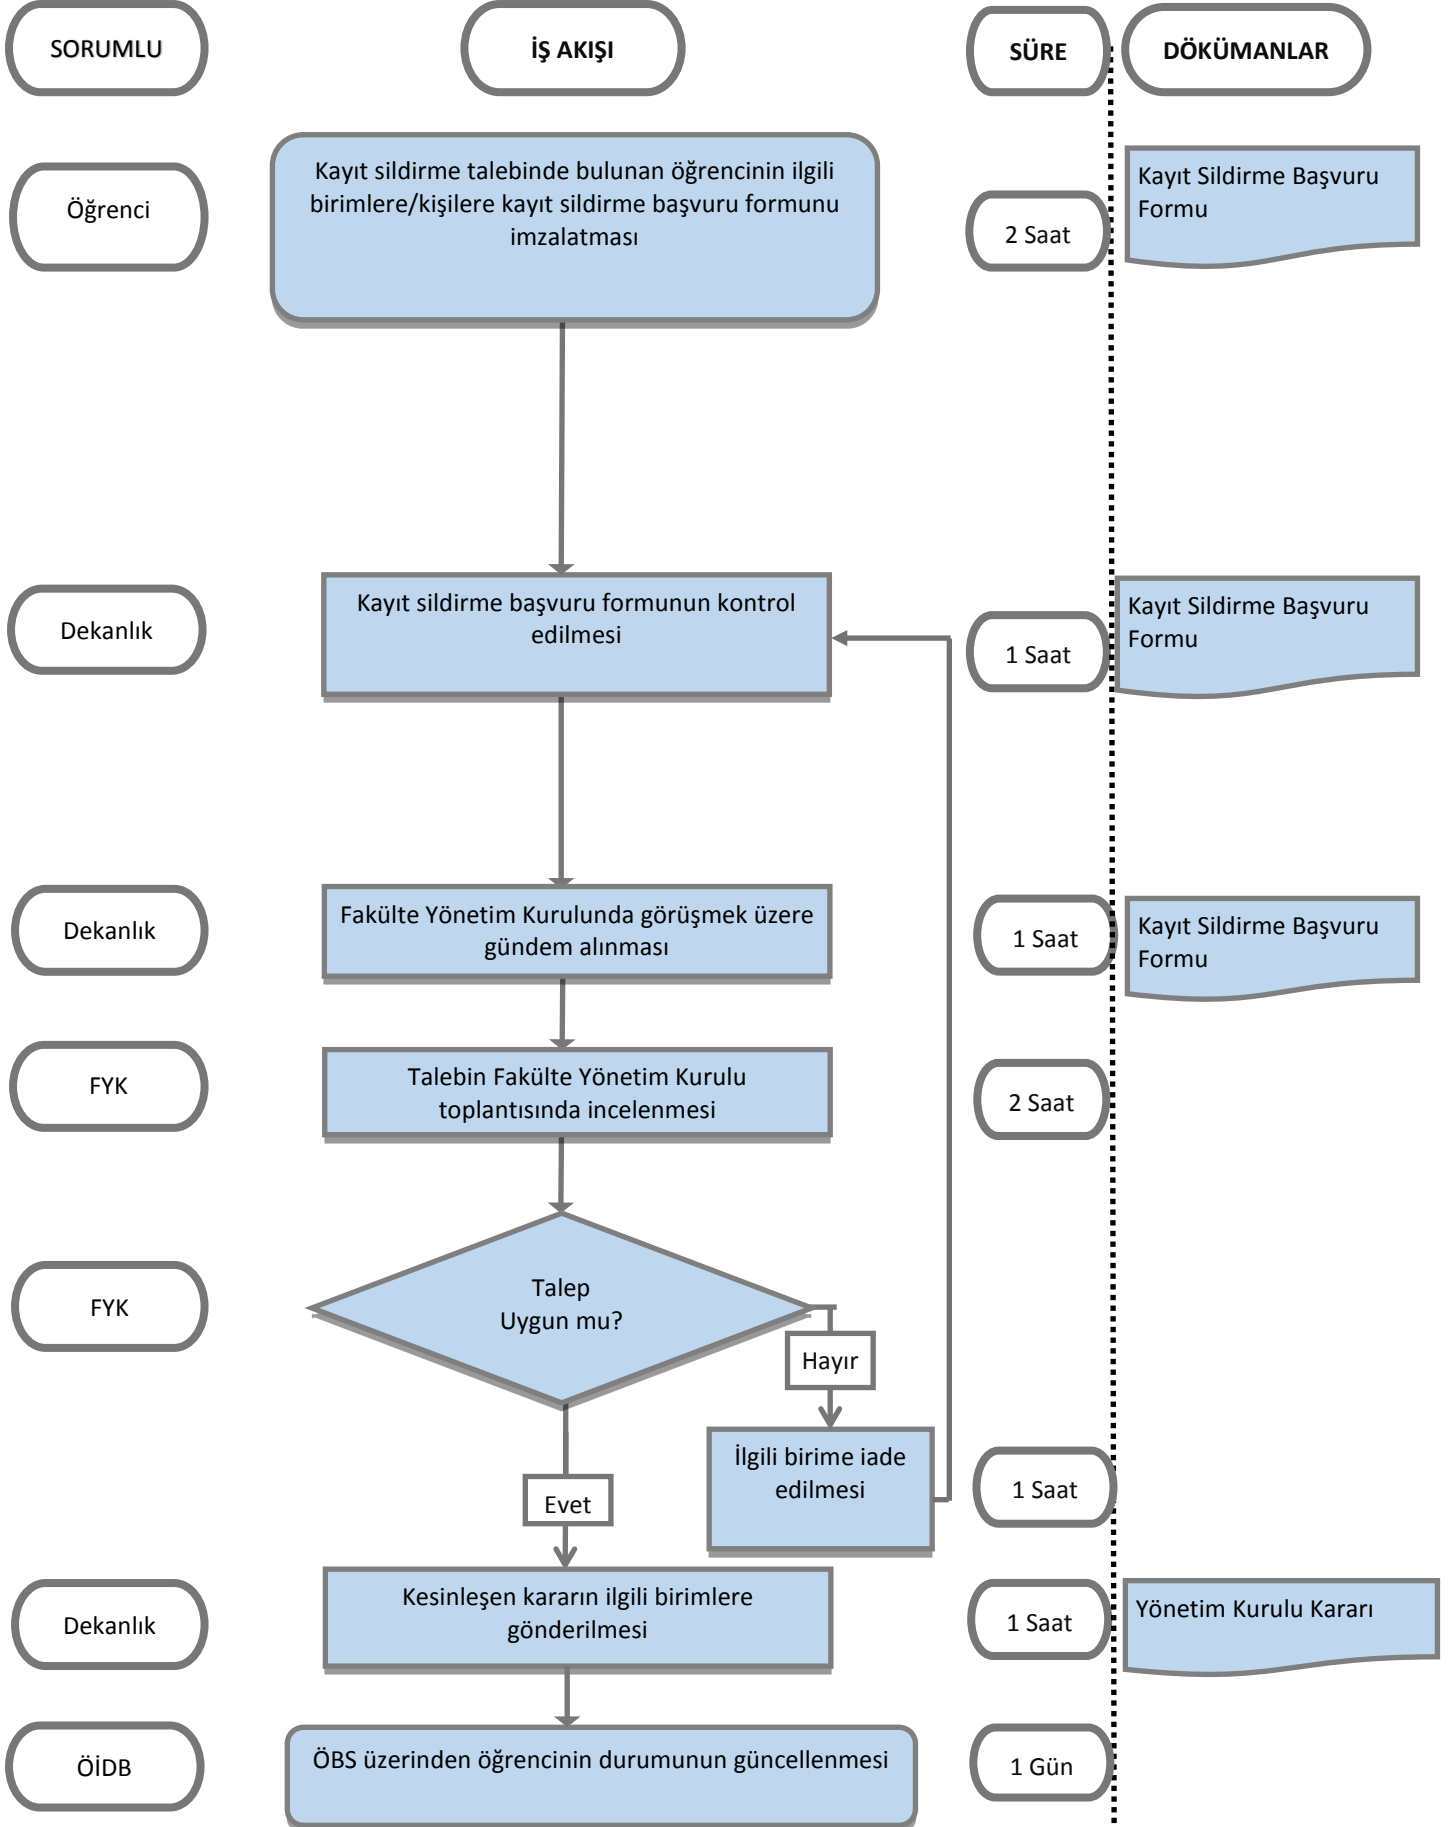 SORUMLU
İŞ AKIŞI
SÜRE
DÖKÜMANLAR
Öğrenci
Kayıt sildirme talebinde bulunan öğrencinin ilgili
birimlere/kişilere kayıt sildirme başvuru formunu
imzalatması
2 Saat
Kayıt Sildirme Başvuru
Formu
Dekanlık
Kayıt sildirme başvuru formunun kontrol
edilmesi
1 Saat
Kayıt Sildirme Başvuru
Formu
Dekanlık
Fakülte Yönetim Kurulunda görüşmek üzere
gündem alınması
1 Saat
Kayıt Sildirme Başvuru
Formu
FYK
Talebin Fakülte Yönetim Kurulu
toplantısında incelenmesi
2 Saat
FYK
Talep
Uygun mu?
Hayır
İlgili birime iade
edilmesi
1 Saat
Evet
Dekanlık
Kesinleşen kararın ilgili birimlere
gönderilmesi
1 Saat
Yönetim Kurulu Kararı
ÖİDB
ÖBS üzerinden öğrencinin durumunun güncellenmesi
1 Gün